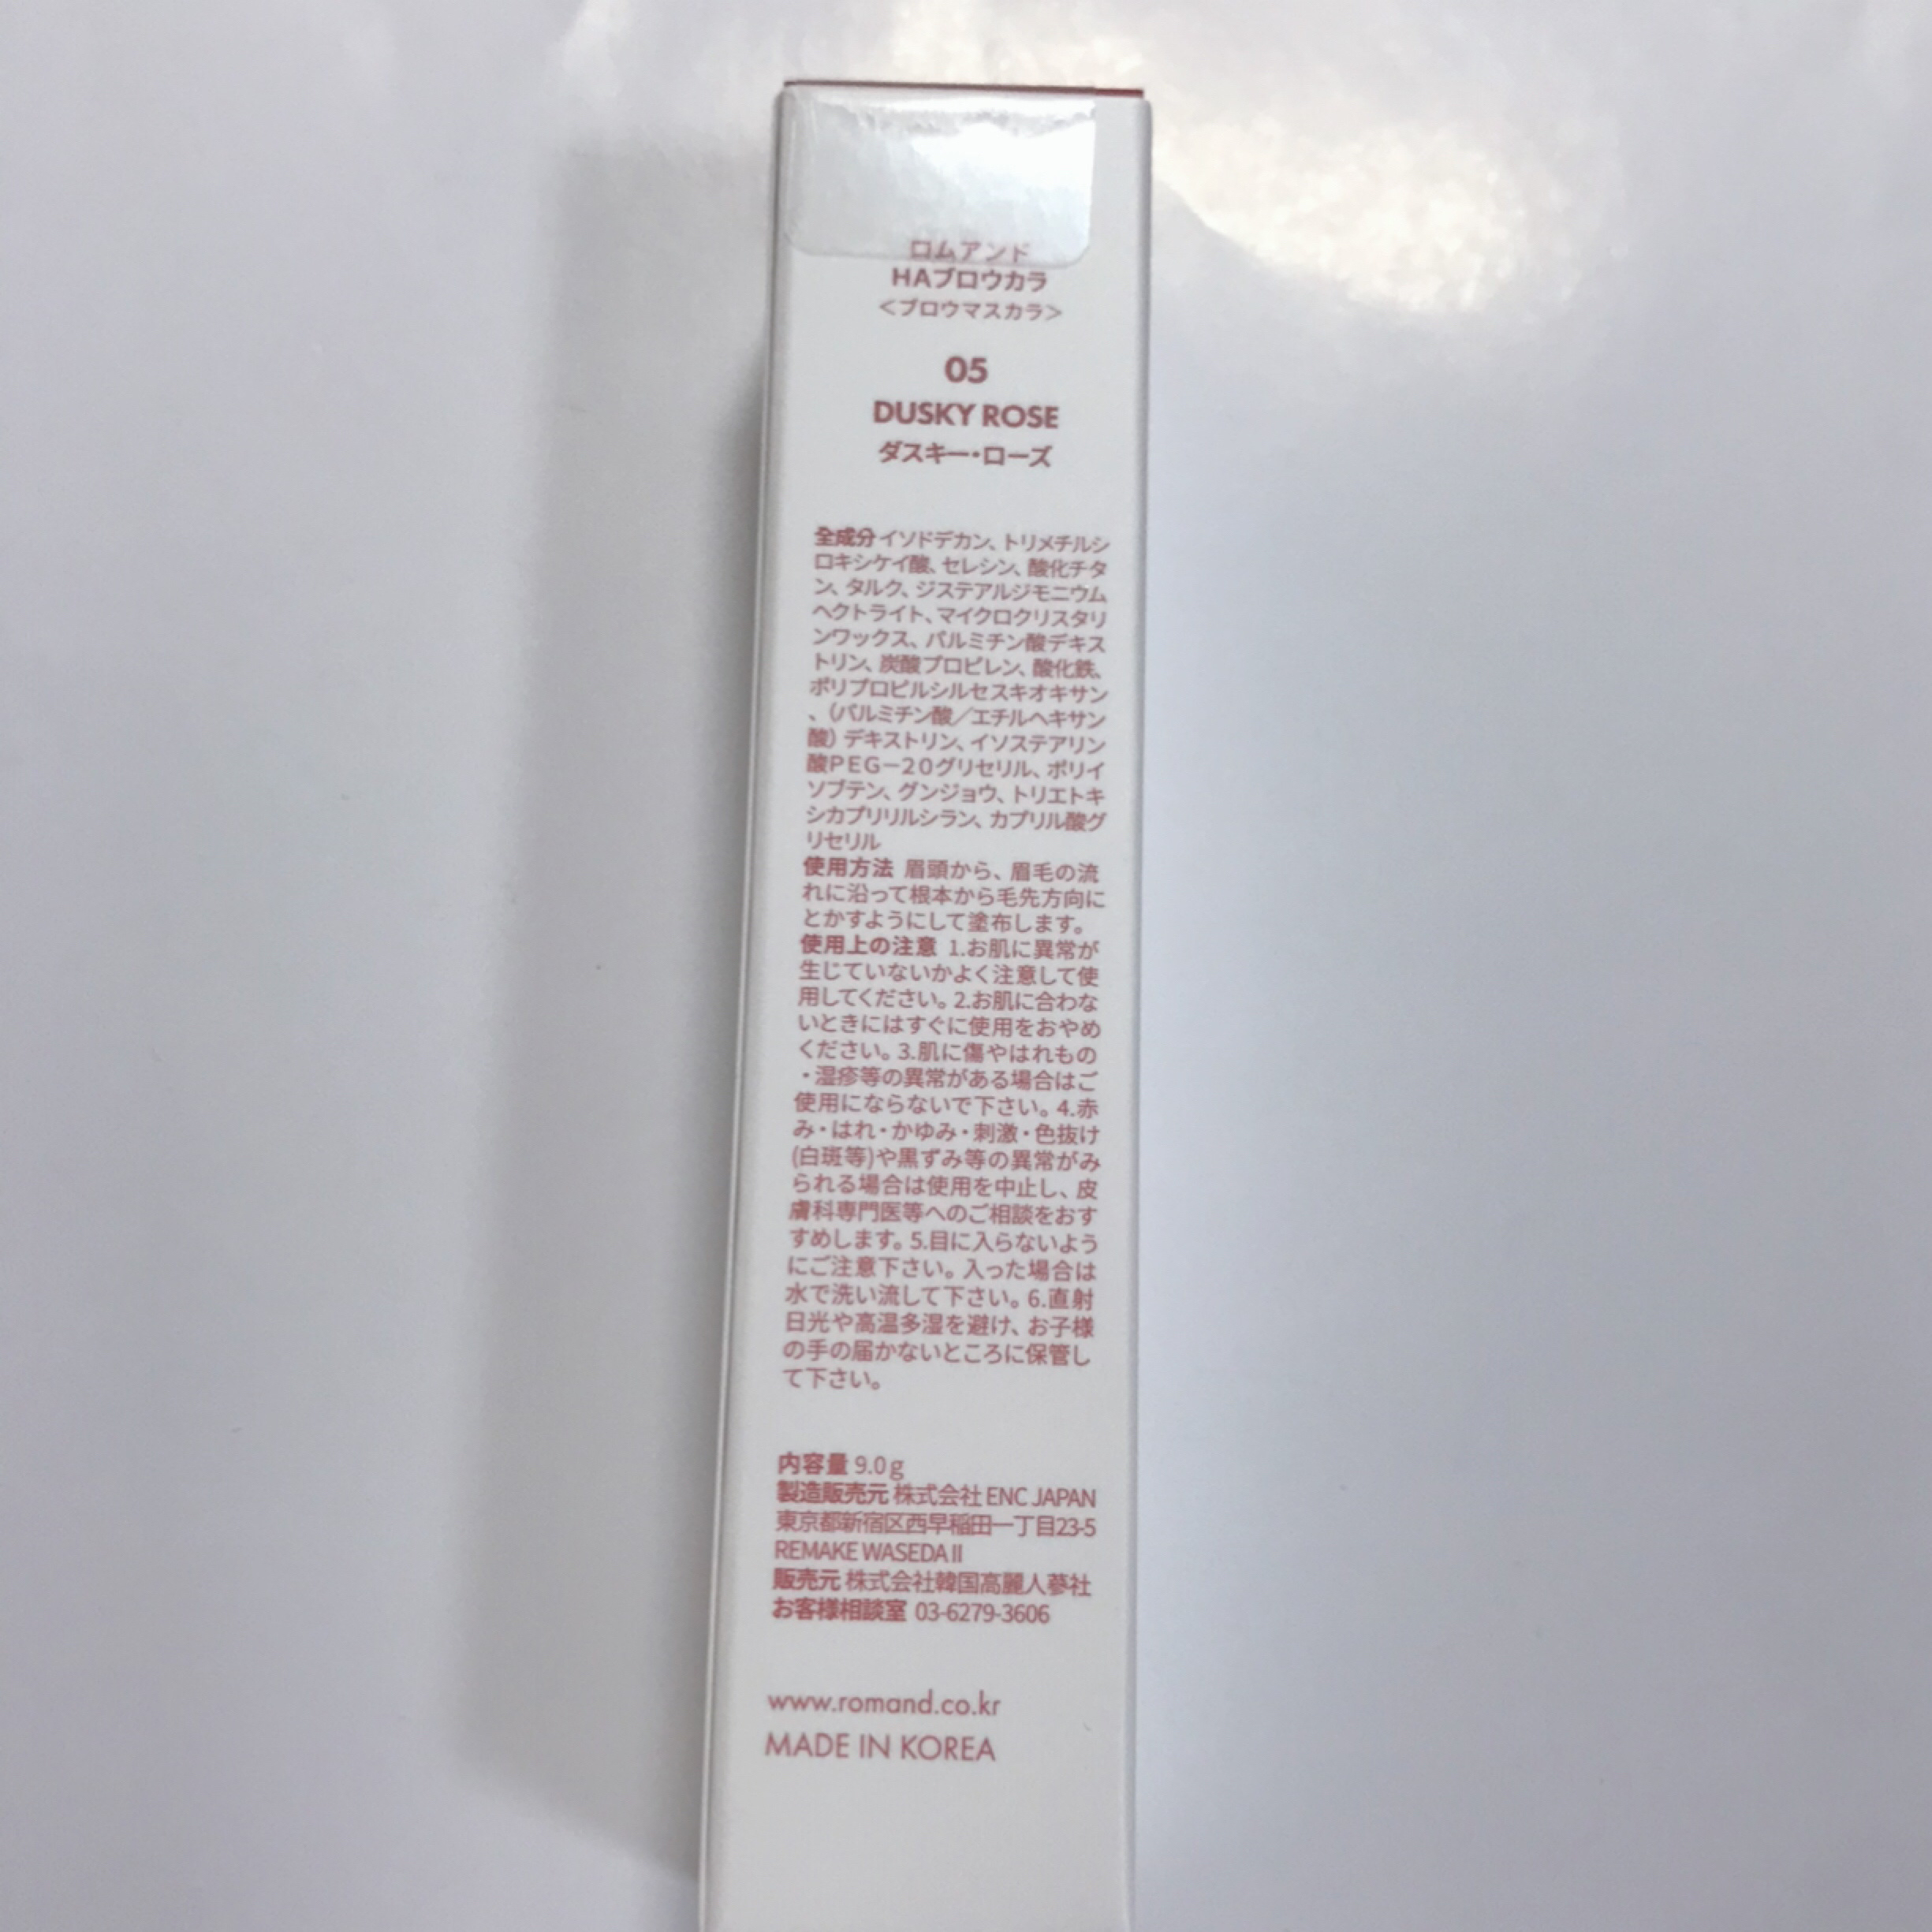 ロムアンド
HAブロウカラ
＜ブロウマスカラ＞
05
DUSKY ROSE
ダスキー・ローズ
全成分 イソドデカン、トリメチルシ
ロキシケイ酸、セレシン、酸化チタ
ン、タルク、ジステアルジモニウム
ヘクトライト、マイクロクリスタリ
ンワックス、パルミチン酸デキス
トリン、炭酸プロピレン、酸化鉄、
ポリプロピルシルセスキオキサン
、（パルミチン酸／エチルヘキサン
酸）デキストリン、イソステアリン
酸ＰＥＧ－２０グリセリル、ポリイ
ソブテン、グンジョウ、トリエトキ
シカプリリルシラン、カプリル酸グ
リセリル
使用方法 眉頭から、眉毛の流
れに沿って根本から毛先方向に
とかすようにして塗布します。
使用上の注意 1.お肌に異常が
生じていないかよく注意して使
用してください。2.お肌に合わな
いときにはすぐに使用をおやめ
ください。3.肌に傷やはれもの
・湿疹等の異常がある場合はご
使用にならないで下さい。4.赤
み・はれ・かゆみ・刺激・色抜け
(白斑等)や黒ずみ等の異常がみ
られる場合は使用を中止し、皮
膚科専門医等へのご相談をおす
すめします。5.目に入らないよう
にご注意下さい。入った場合は
水で洗い流して下さい。6.直射
日光や高温多湿を避け、お子様
の手の届かないところに保管し
て下さい。
内容量 9.0g
製造販売元 株式会社 ENC JAPAN
東京都新宿区西早稲田一丁目23-5
REMAKE WASEDA II
販売元 株式会社韓国高麗人蔘社
お客様相談室 03-6279-3606
www.romand.co.kr
MADE IN KOREA